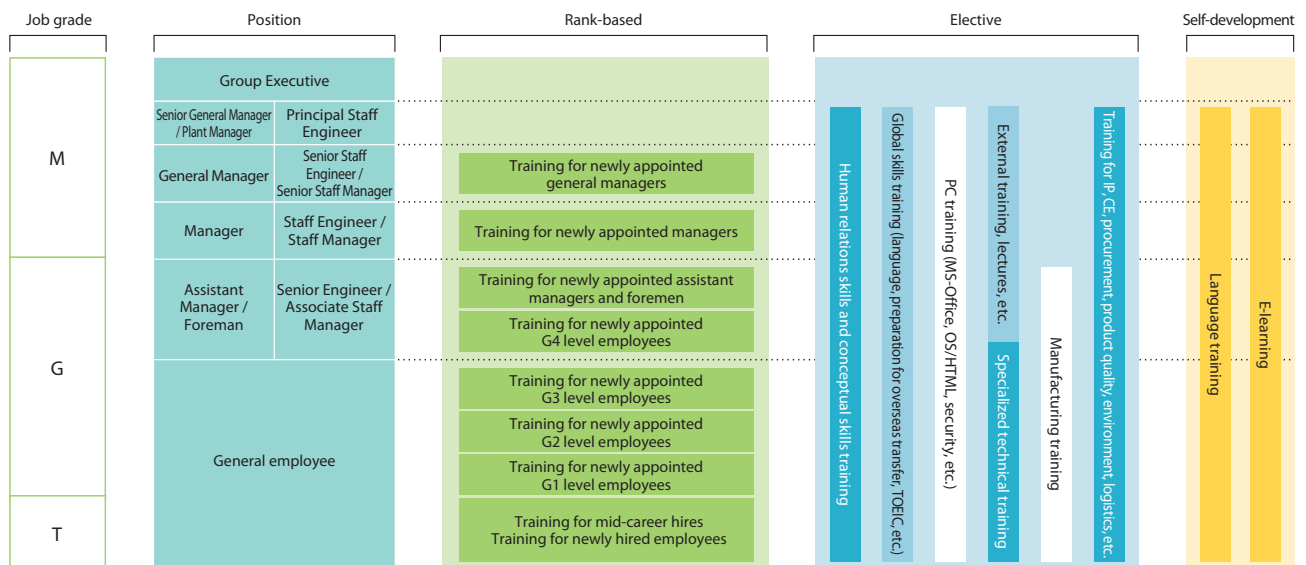 Job grade
Position
Rank-based
Elective
Self-development
M
G
T
Group Executive
Senior General Manager
/ Plant Manager
Principal Staff
Engineer
General Manager
Senior Staff
Engineer /
Senior Staff Manager
Manager
Staff Engineer /
Staff Manager
Assistant
Manager /
Foreman
Senior Engineer /
Associate Staff
Manager
General employee
Training for newly appointed
general managers
Training for newly appointed managers
Training for newly appointed assistant
managers and foremen
Training for newly appointed
G4 level employees
Training for newly appointed
G3 level employees
Training for newly appointed
G2 level employees
Training for newly appointed
G1 level employees
Training for mid-career hires
Training for newly hired employees
Human relations skills and conceptual skills training
Global skills training (language, preparation for overseas transfer, TOEIC, etc.)
PC training (MS-Office, OS/HTML, security, etc.)
External training, lectures, etc.
Specialized technical training
Manufacturing training
Training for IP, CE, procurement, product quality, environment, logistics, etc.
Language training
E-learning